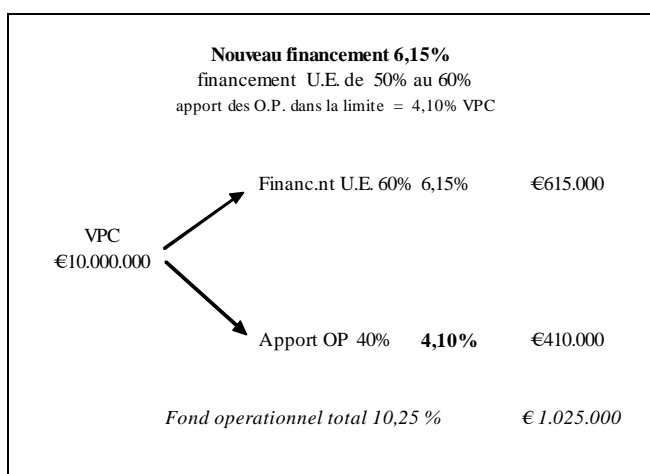 Nouveau financement 6,15%
financement U.E. de 50% au 60%
apport des O.P. dans la limite = 4,10% VPC
Financ.nt U.E. 60% 6,15% €615.000
VPC
€10.000.000
Apport OP 40% 4,10% €410.000
Fond operationnel total 10,25 % € 1.025.000